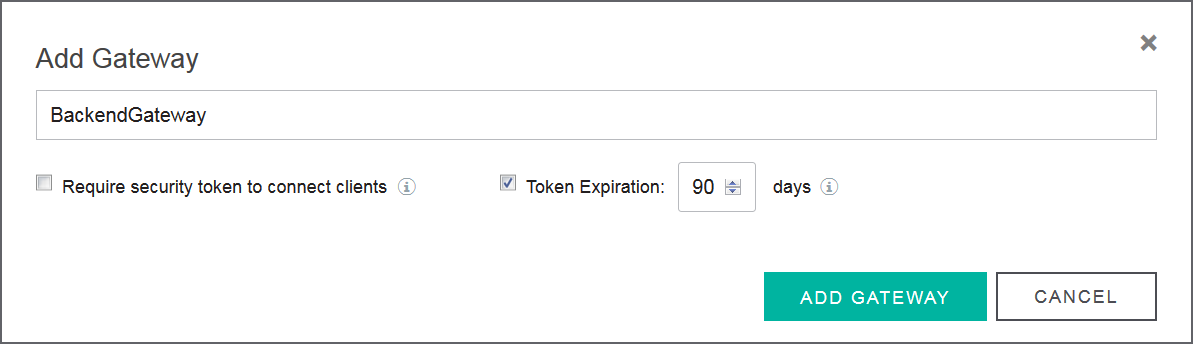 Add Gateway
BackendGateway
Require security token to connect clients Token Expiration: 90 days
ADD GATEWAY CANCEL